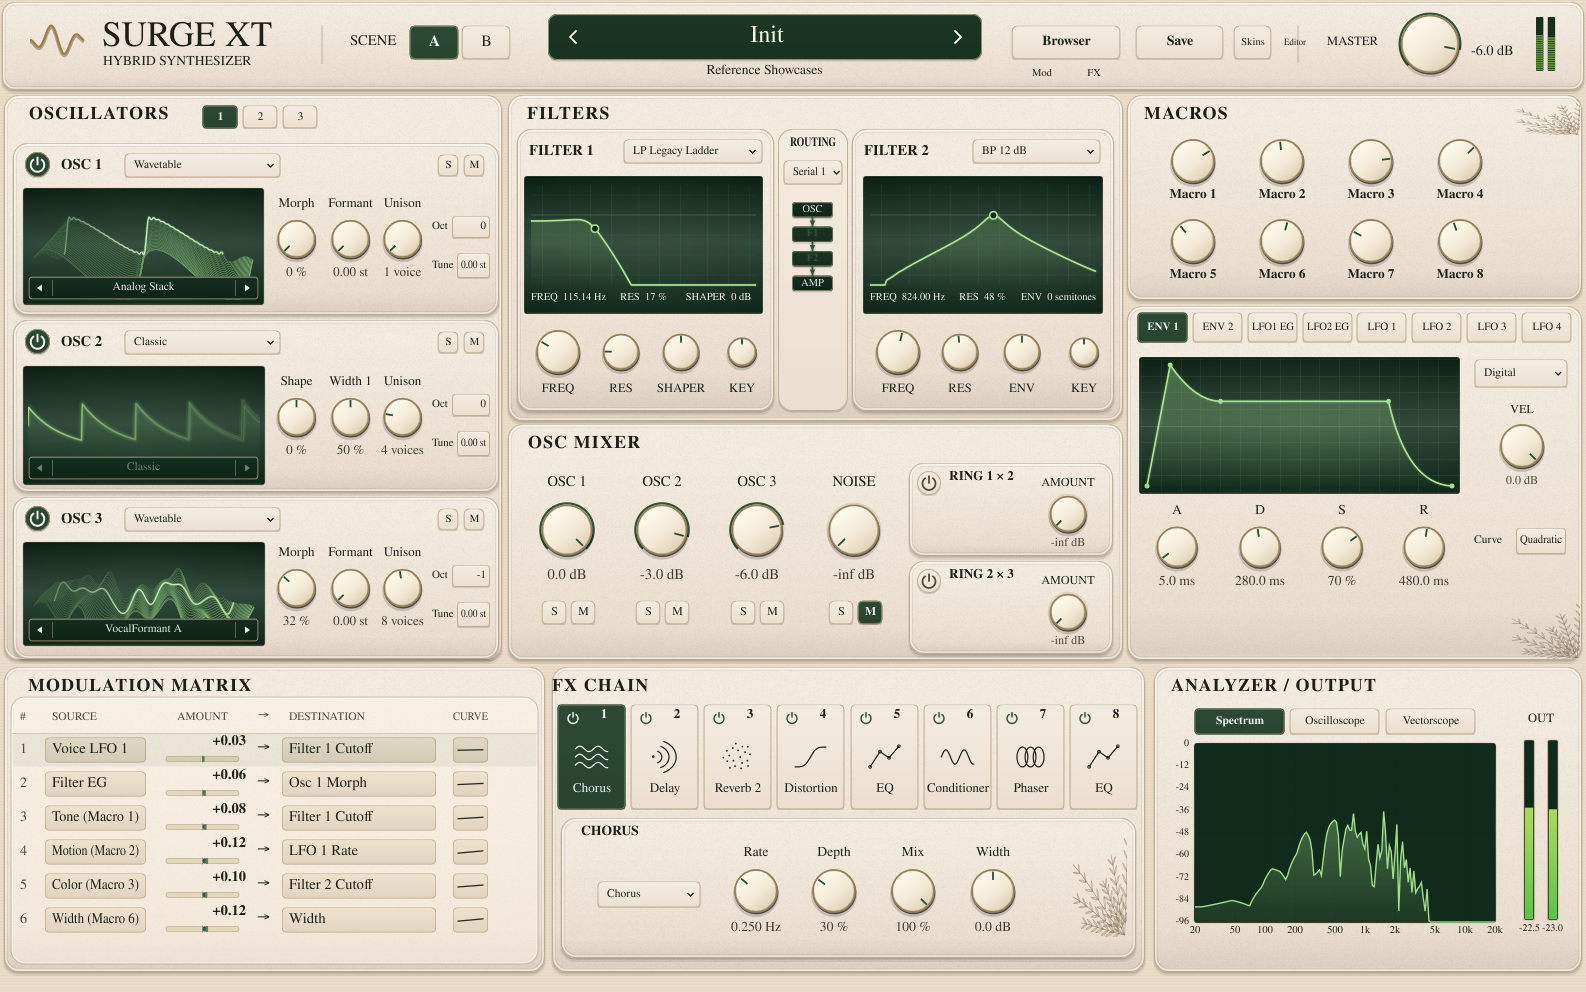 SURGE XT
HYBRID SYNTHESIZER
SCENE A B
Init
Reference Showcases
Browser Save Skins Editor MASTER -6.0 dB
Mod FX
OSCILLATORS 1 2 3
OSC 1 Wavetable S M
Morph Formant Unison
Oct 0
Tune 0.00 st
0 % 0.00 st 1 voice
Analog Stack
OSC 2 Classic S M
Shape Width 1 Unison
Oct 0
Tune 0.00 st
0 % 50 % 4 voices
Classic
OSC 3 Wavetable S M
Morph Formant Unison
Oct -1
Tune 0.00 st
32 % 0.00 st 8 voices
VocalFormant A
FILTERS
FILTER 1 LP Legacy Ladder
FREQ 115.14 Hz RES 17 % SHAPER 0 dB
FREQ RES SHAPER KEY
ROUTING
Serial 1
OSC
F1
F2
AMP
FILTER 2 BP 12 dB
FREQ 824.00 Hz RES 48 % ENV 0 semitones
FREQ RES ENV KEY
OSC MIXER
OSC 1 OSC 2 OSC 3 NOISE
0.0 dB -3.0 dB -6.0 dB -inf dB
S M S M S M S M
RING 1 × 2 AMOUNT
-inf dB
RING 2 × 3 AMOUNT
-inf dB
MACROS
Macro 1 Macro 2 Macro 3 Macro 4
Macro 5 Macro 6 Macro 7 Macro 8
ENV 1 ENV 2 LFO1 EG LFO2 EG LFO 1 LFO 2 LFO 3 LFO 4
Digital
VEL
0.0 dB
A D S R
5.0 ms 280.0 ms 70 % 480.0 ms
Curve Quadratic
MODULATION MATRIX
# SOURCE AMOUNT → DESTINATION CURVE
1 Voice LFO 1 +0.03 → Filter 1 Cutoff
2 Filter EG +0.06 → Osc 1 Morph
3 Tone (Macro 1) +0.08 → Filter 1 Cutoff
4 Motion (Macro 2) +0.12 → LFO 1 Rate
5 Color (Macro 3) +0.10 → Filter 2 Cutoff
6 Width (Macro 6) +0.12 → Width
FX CHAIN
1 2 3 4 5 6 7 8
Chorus Delay Reverb 2 Distortion EQ Conditioner Phaser EQ
CHORUS
Rate Depth Mix Width
Chorus
0.250 Hz 30 % 100 % 0.0 dB
ANALYZER / OUTPUT
Spectrum Oscilloscope Vectorscope OUT
0
-12
-24
-36
-48
-60
-72
-84
-96
20 50 100 200 500 1k 2k 5k 10k 20k
-22.5 -23.0